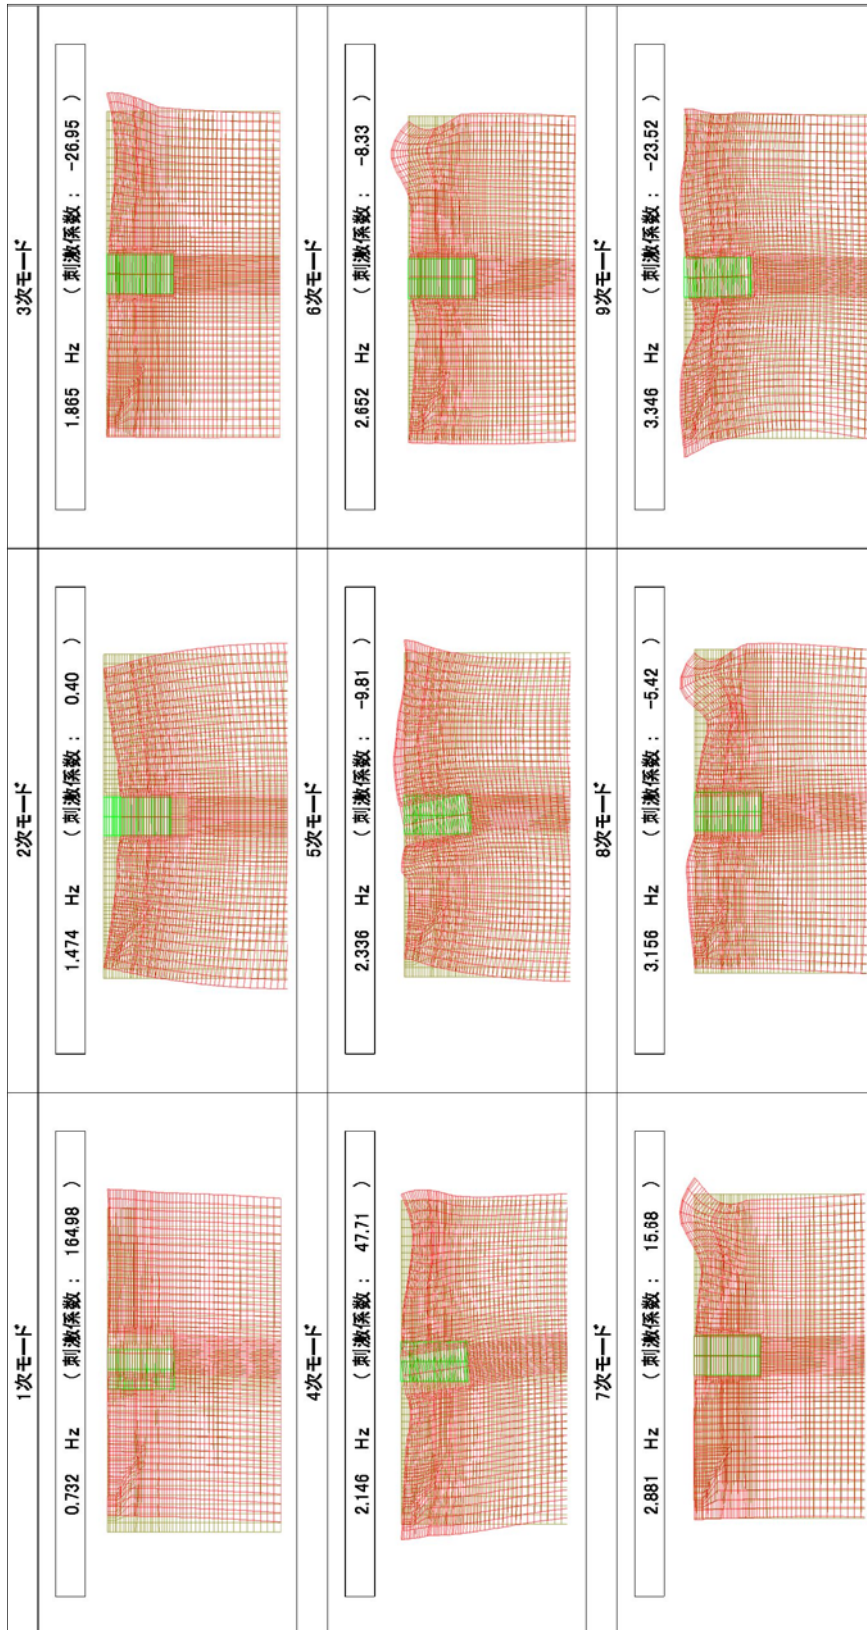 1次モード
0.732 Hz （刺激係数： 164.98 ）
2次モード
1.474 Hz （刺激係数： 0.40 ）
3次モード
1.865 Hz （刺激係数： -26.95 ）
4次モード
2.146 Hz （刺激係数： 47.71 ）
5次モード
2.336 Hz （刺激係数： -9.81 ）
6次モード
2.652 Hz （刺激係数： -8.33 ）
7次モード
2.881 Hz （刺激係数： 15.68 ）
8次モード
3.156 Hz （刺激係数： -5.42 ）
9次モード
3.346 Hz （刺激係数： -23.52 ）